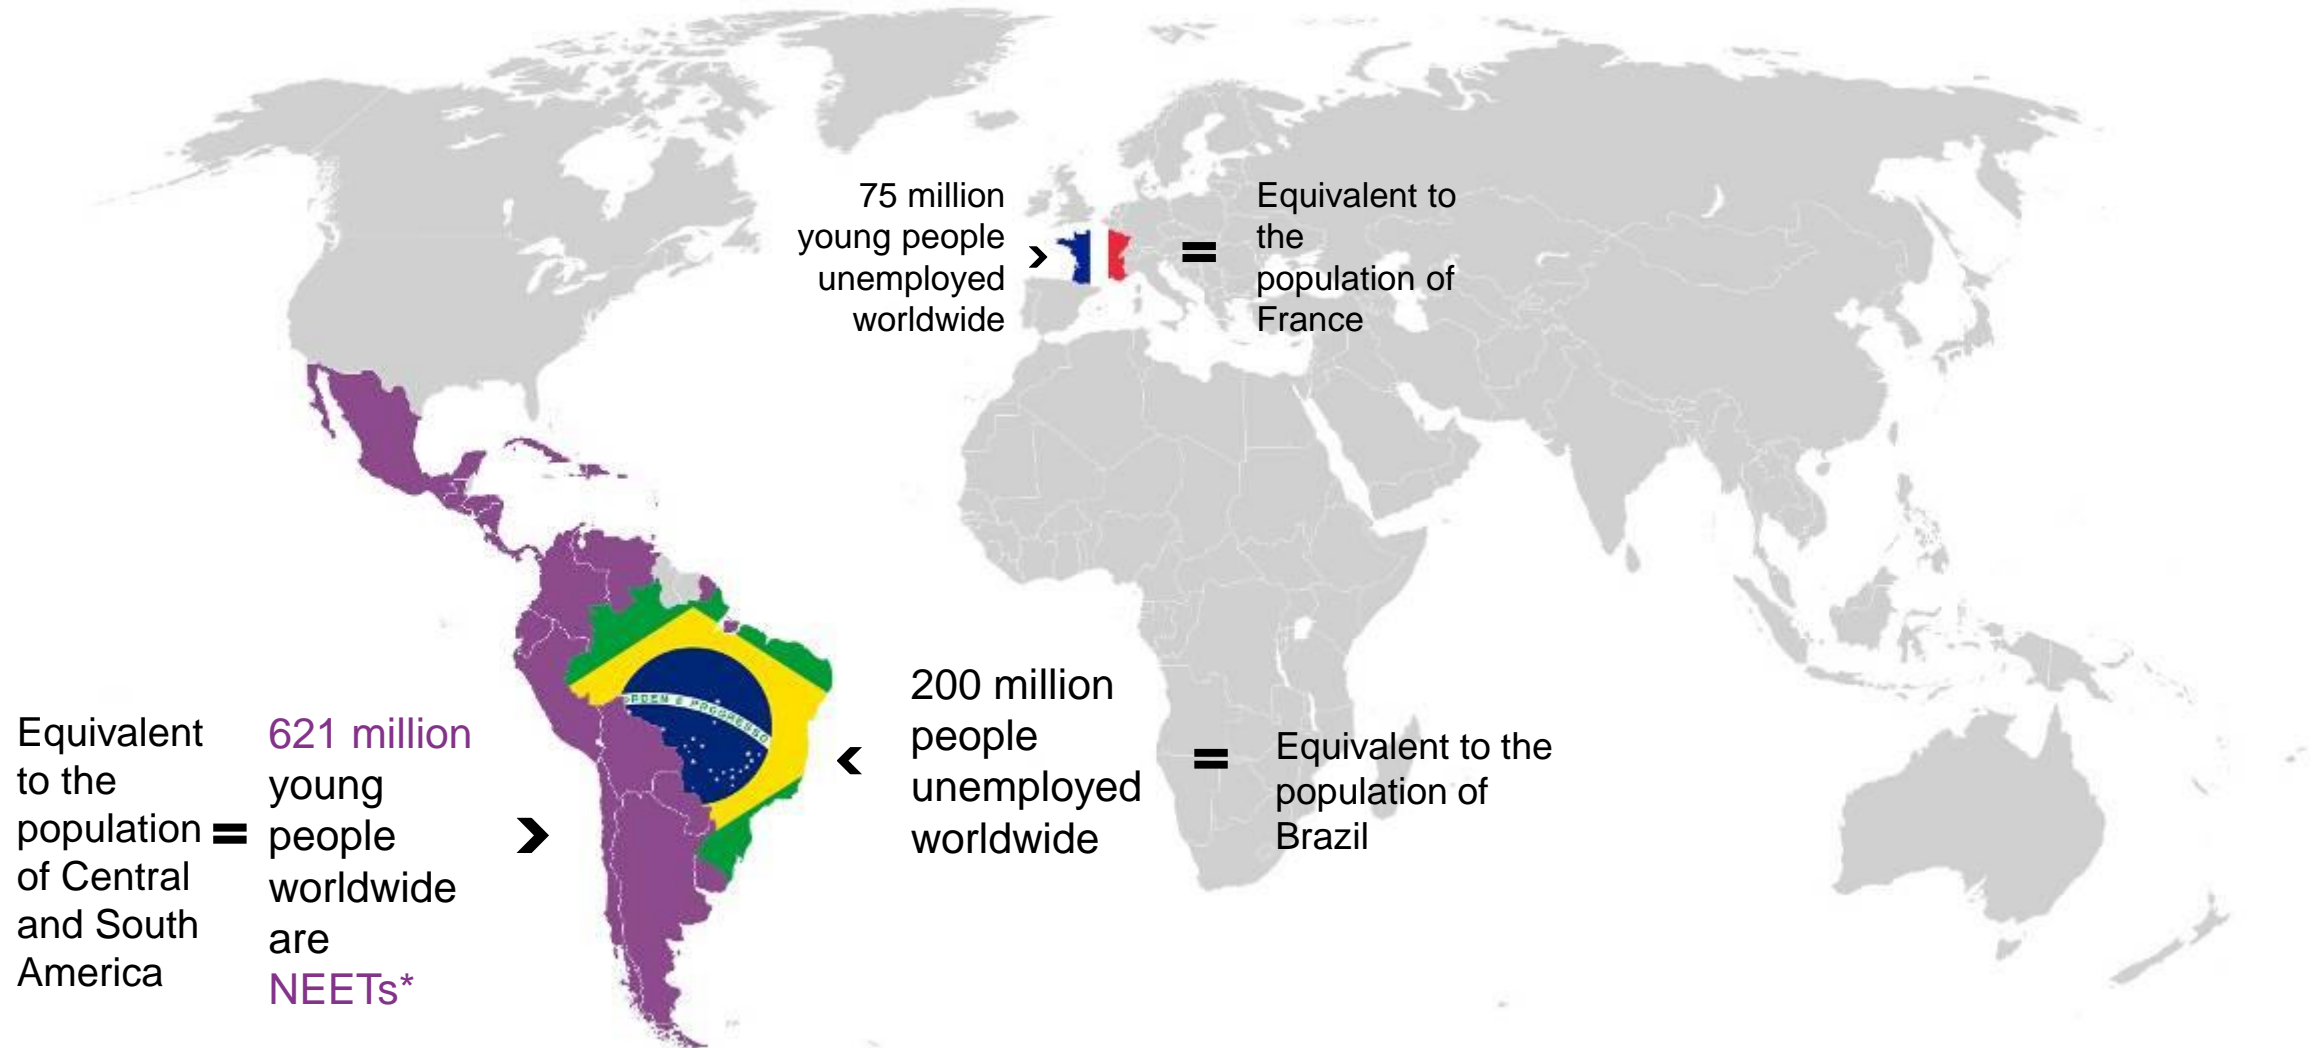 75 million
young people
unemployed
worldwide
=
Equivalent to
the
population of
France
Equivalent
to the
population
of Central
and South
America
=
621 million
young
people
worldwide
are
NEETs*
200 million
people
unemployed
worldwide
=
Equivalent to the
population of
Brazil